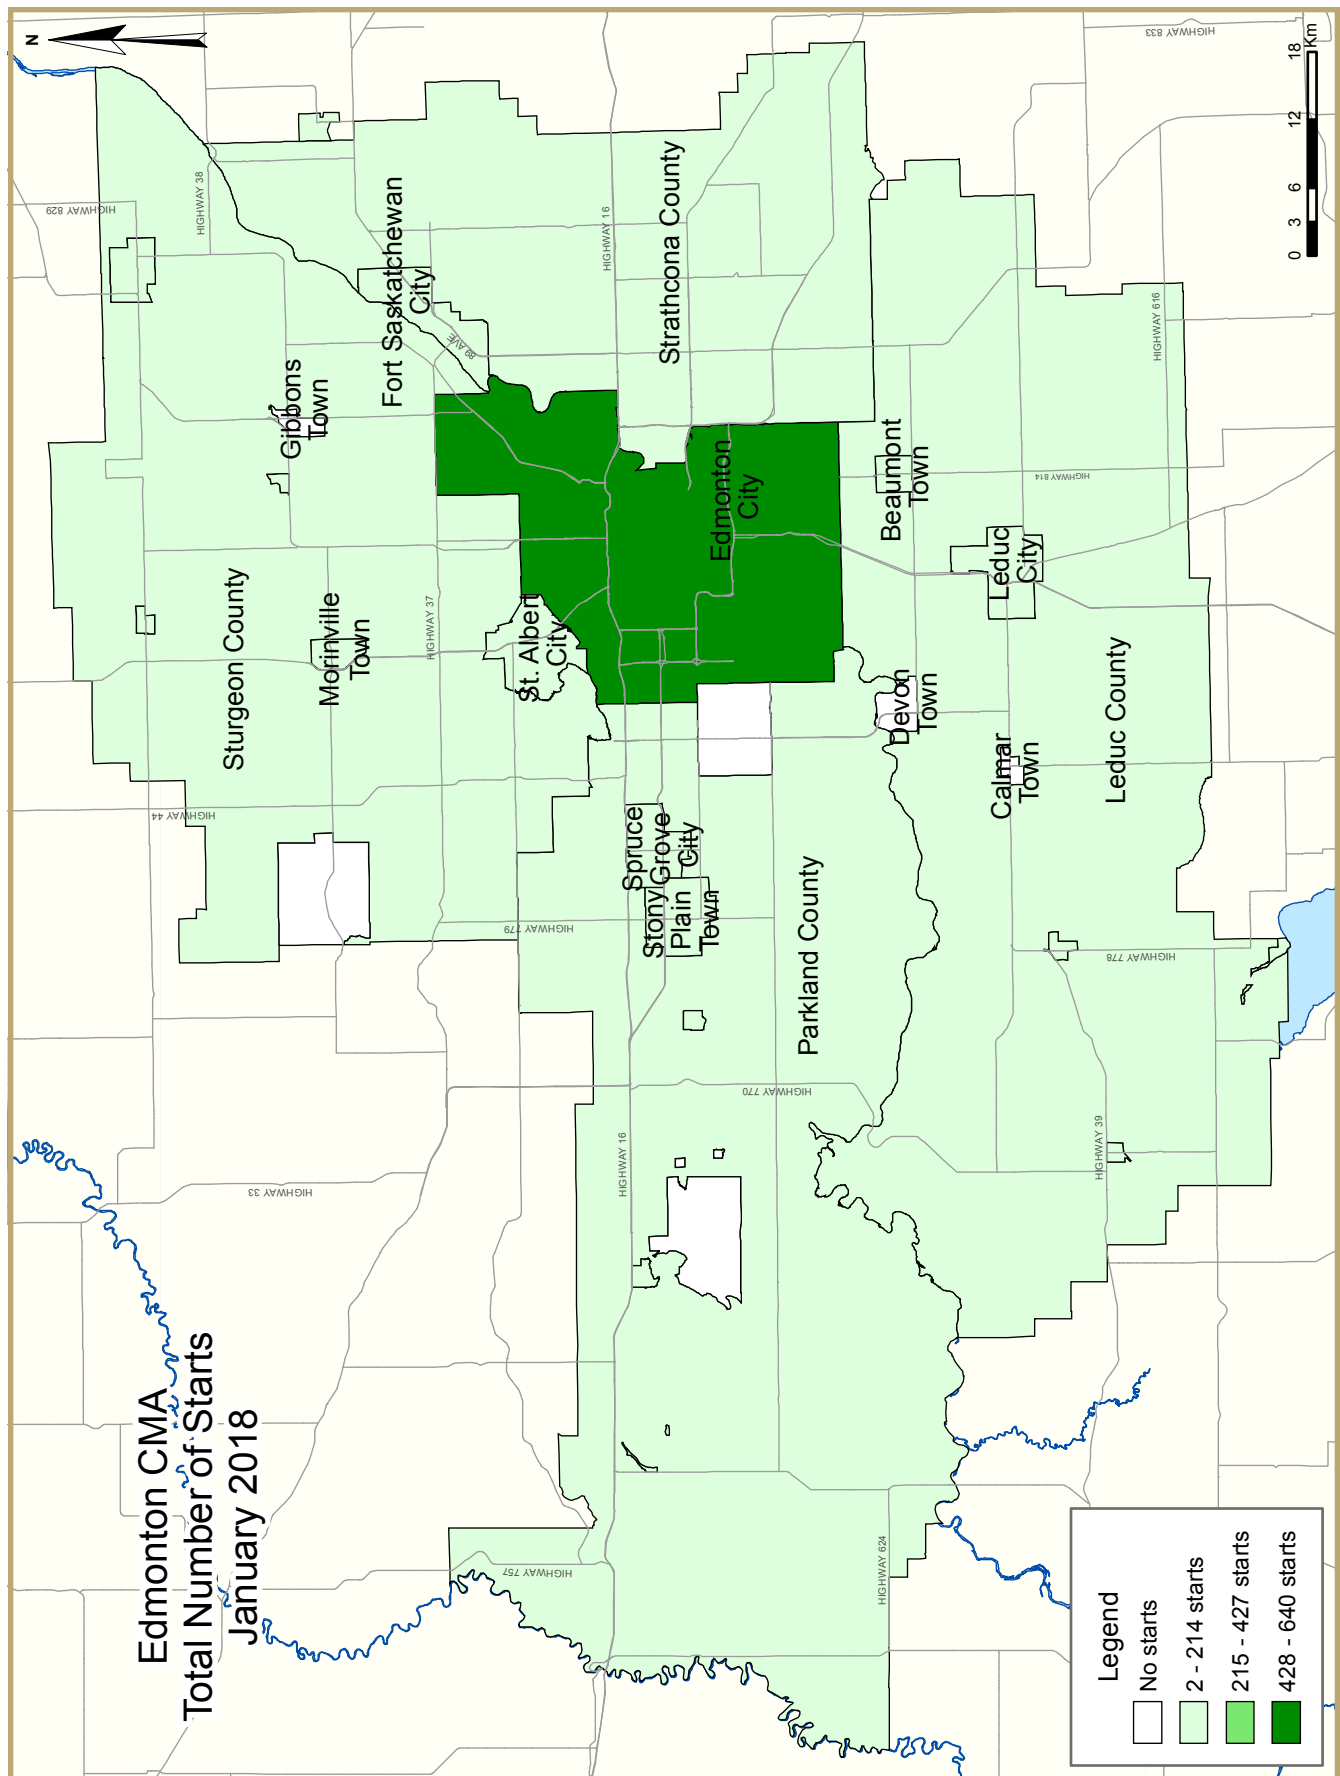 Edmonton CMA
Total Number of Starts
January 2018
N
HIGHWAY 829
HIGHWAY 38
HIGHWAY 833
Fort Saskatchewan
City
HIGHWAY 16
Strathcona County
89 AVE
Gibbons
Town
HIGHWAY 616
Edmonton
City
Beaumont
Town
HIGHWAY 814
Leduc
City
Sturgeon County
Morinville
Town
HIGHWAY 37
St. Albert
City
Devon
Town
Calmar
Town
Leduc County
HIGHWAY 44
Spruce
Grove
City
Stony
Plain
Town
HIGHWAY 779
Parkland County
HIGHWAY 778
HIGHWAY 770
HIGHWAY 16
HIGHWAY 39
HIGHWAY 33
HIGHWAY 757
HIGHWAY 624
Legend
No starts
2 - 214 starts
215 - 427 starts
428 - 640 starts
0 3 6 12 18
Km